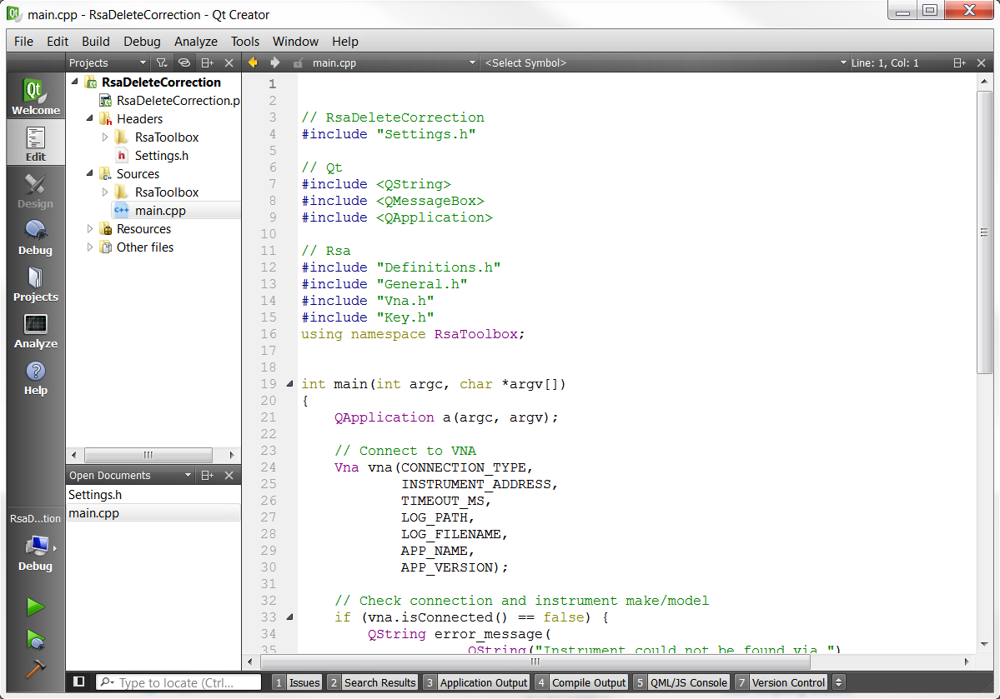 main.cpp - RsaDeleteCorrection - Qt Creator
File Edit Build Debug Analyze Tools Window Help
Projects main.cpp <Select Symbol> Line: 1, Col: 1
Qt
Welcome
Edit
Design
Debug
Projects
Analyze
Help
RsaD...tion
Debug
RsaDeleteCorrection
RsaDeleteCorrection.p
Headers
RsaToolbox
h Settings.h
Sources
RsaToolbox
c++ main.cpp
Resources
Other files
Open Documents
Settings.h
main.cpp
1
2
3 // RsaDeleteCorrection
4 #include "Settings.h"
5
6 // Qt
7 #include <QString>
8 #include <QMessageBox>
9 #include <QApplication>
10
11 // Rsa
12 #include "Definitions.h"
13 #include "General.h"
14 #include "Vna.h"
15 #include "Key.h"
16 using namespace RsaToolbox;
17
18
19 int main(int argc, char *argv[])
20 {
21     QApplication a(argc, argv);
22
23     // Connect to VNA
24     Vna vna(CONNECTION_TYPE,
25             INSTRUMENT_ADDRESS,
26             TIMEOUT_MS,
27             LOG_PATH,
28             LOG_FILENAME,
29             APP_NAME,
30             APP_VERSION);
31
32     // Check connection and instrument make/model
33     if (vna.isConnected() == false) {
34         QString error_message(
35                     QString("Instrument could not be found via ")
Type to locate (Ctrl... 1 Issues 2 Search Results 3 Application Output 4 Compile Output 5 QML/JS Console 7 Version Control